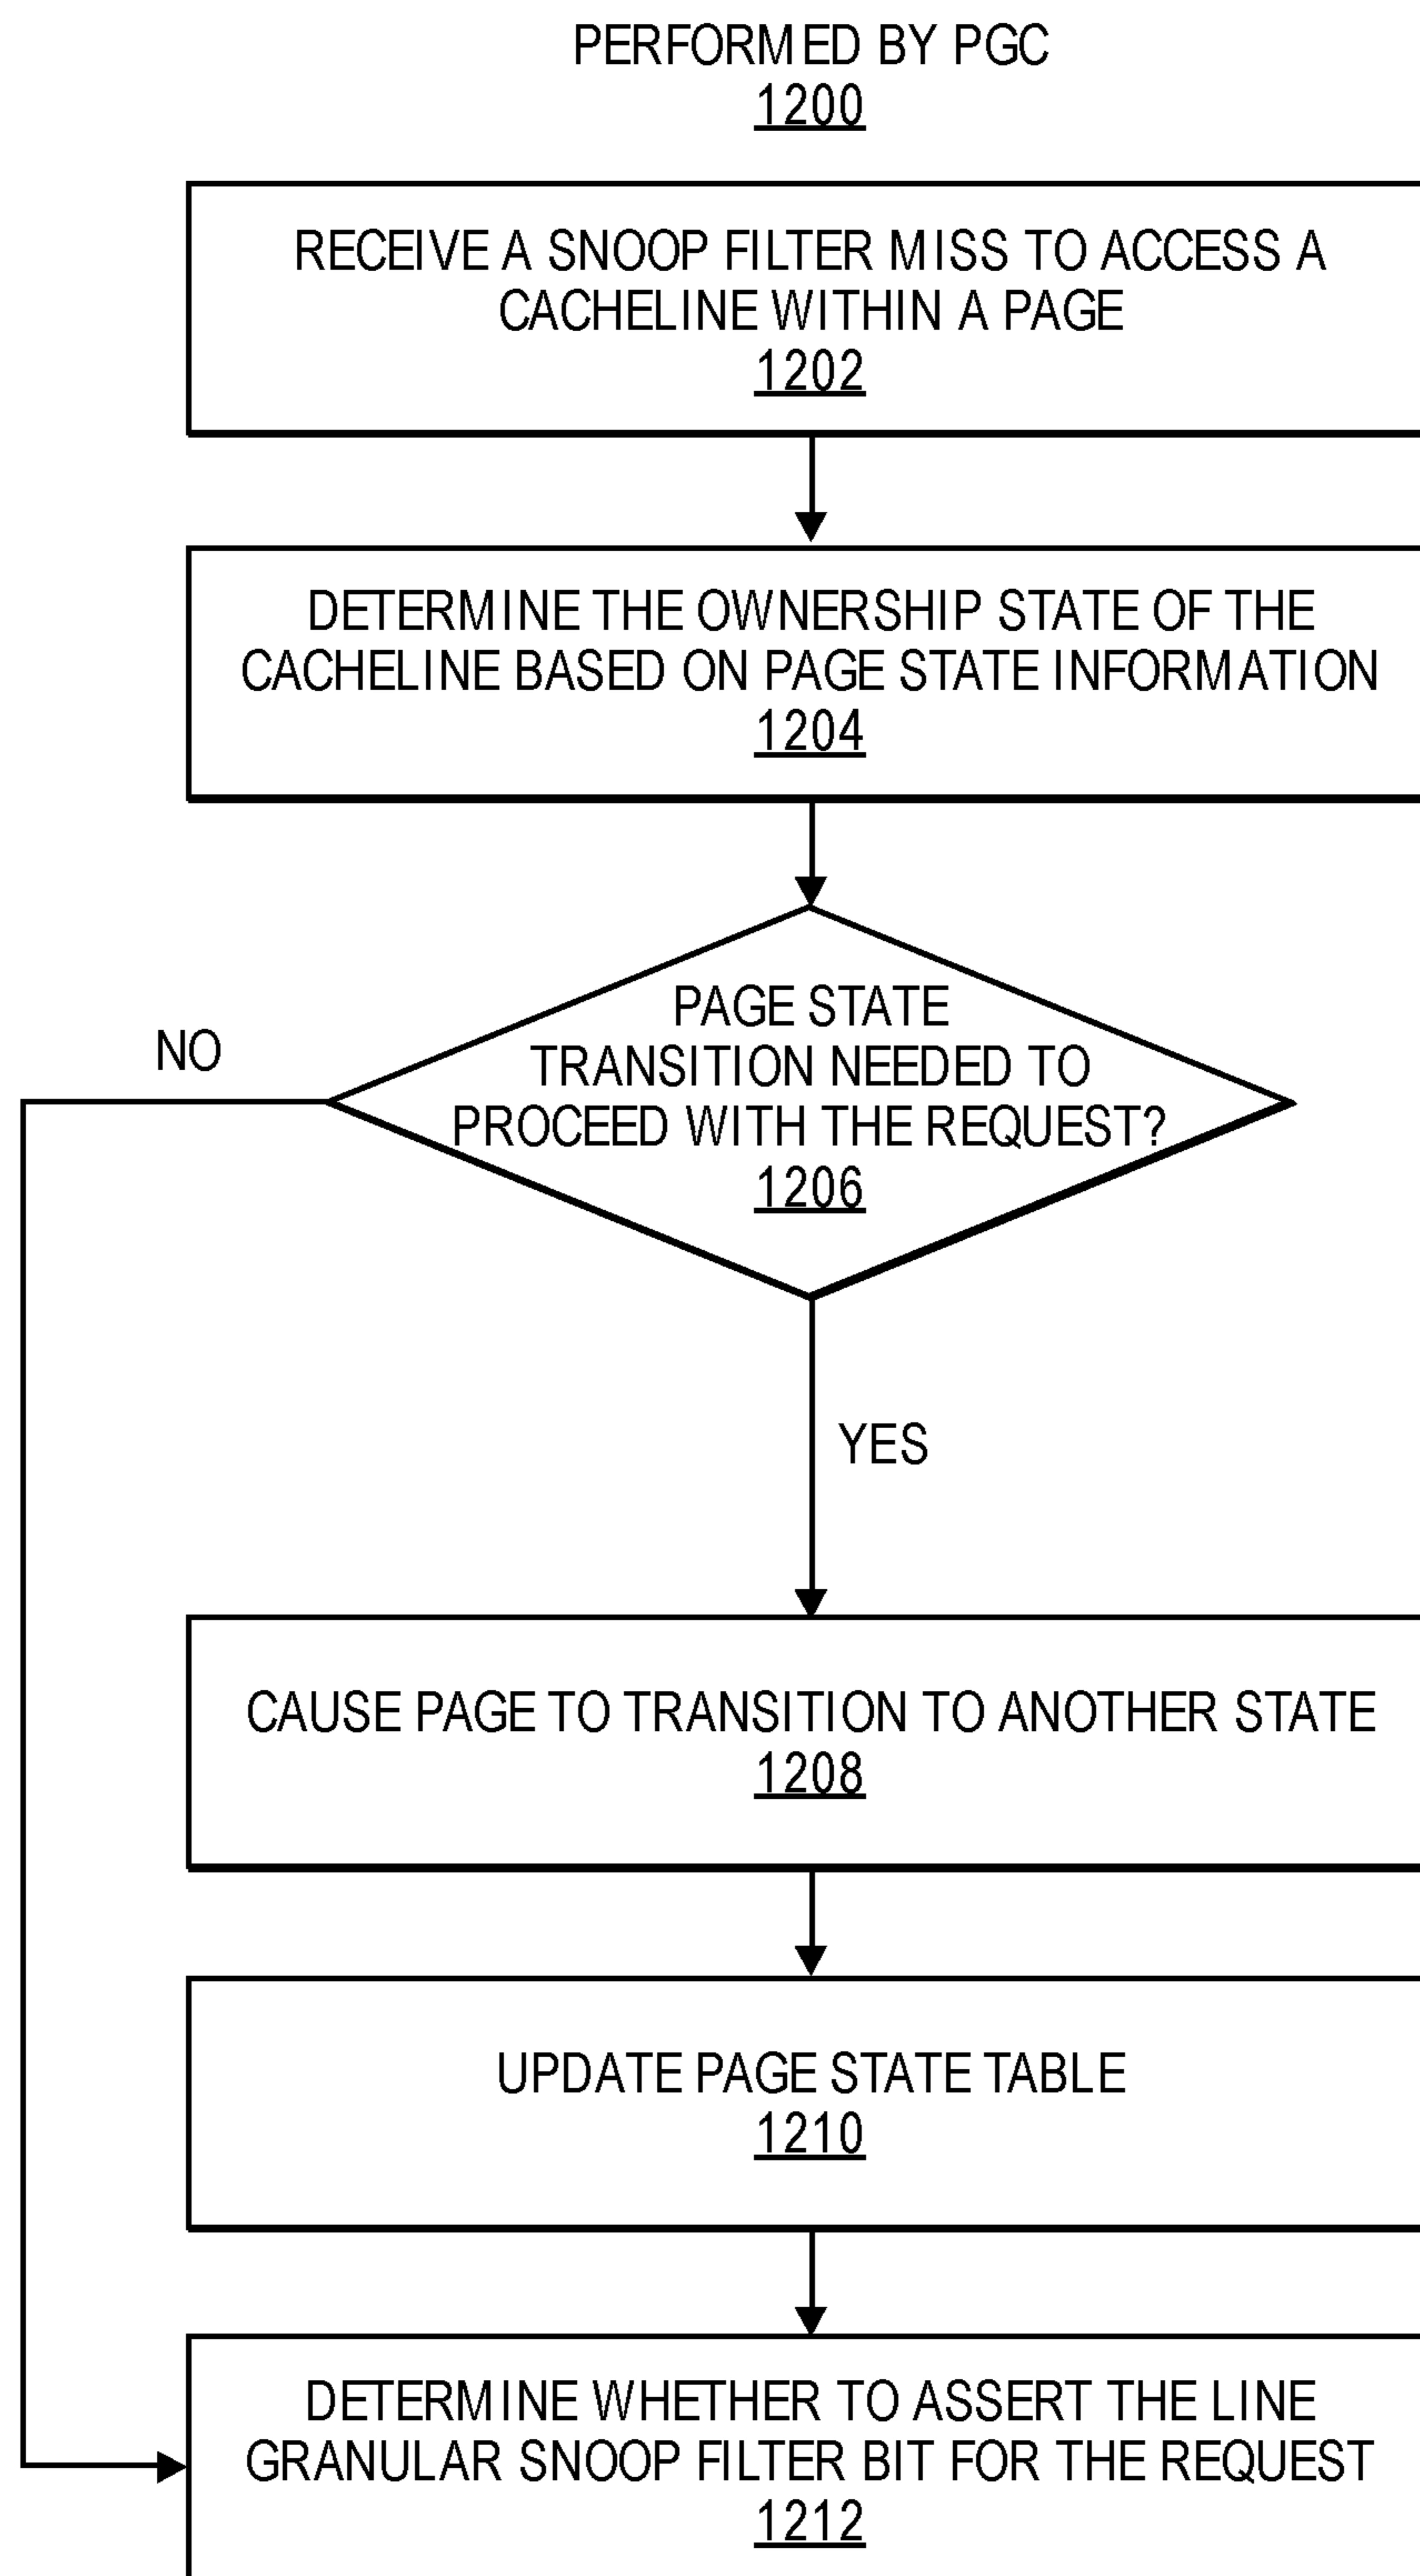 PERFORMED BY PGC
1200
RECEIVE A SNOOP FILTER MISS TO ACCESS A
CACHELINE WITHIN A PAGE
1202
DETERMINE THE OWNERSHIP STATE OF THE
CACHELINE BASED ON PAGE STATE INFORMATION
1204
PAGE STATE
TRANSITION NEEDED TO
PROCEED WITH THE REQUEST?
1206
NO
YES
CAUSE PAGE TO TRANSITION TO ANOTHER STATE
1208
UPDATE PAGE STATE TABLE
1210
DETERMINE WHETHER TO ASSERT THE LINE
GRANULAR SNOOP FILTER BIT FOR THE REQUEST
1212